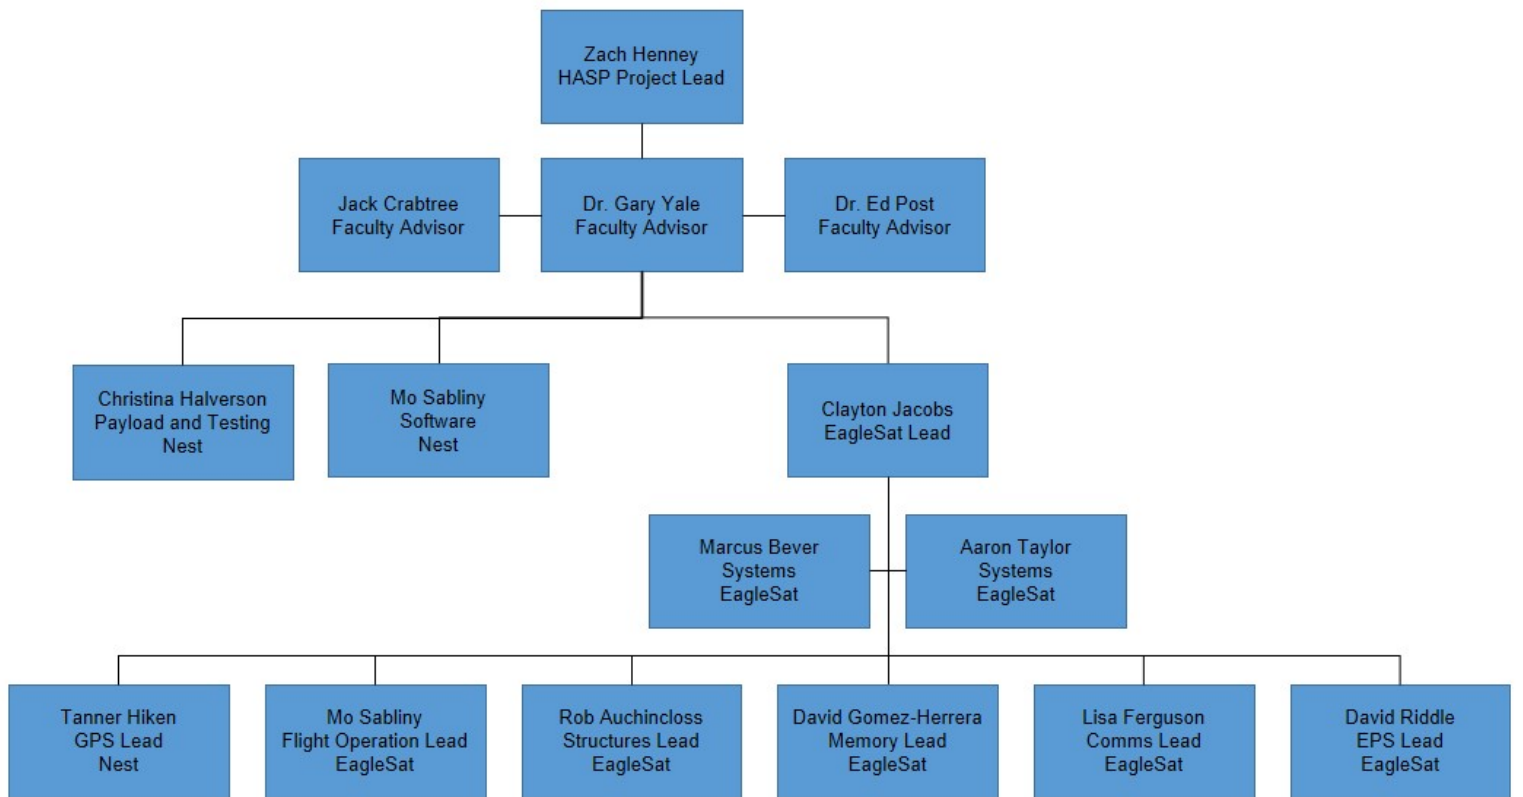 Zach Henney
HASP Project Lead
Jack Crabtree
Faculty Advisor
Dr. Gary Yale
Faculty Advisor
Dr. Ed Post
Faculty Advisor
Christina Halverson
Payload and Testing
Nest
Mo Sabliny
Software
Nest
Clayton Jacobs
EagleSat Lead
Marcus Bever
Systems
EagleSat
Aaron Taylor
Systems
EagleSat
Tanner Hiken
GPS Lead
Nest
Mo Sabliny
Flight Operation Lead
EagleSat
Rob Auchincloss
Structures Lead
EagleSat
David Gomez-Herrera
Memory Lead
EagleSat
Lisa Ferguson
Comms Lead
EagleSat
David Riddle
EPS Lead
EagleSat